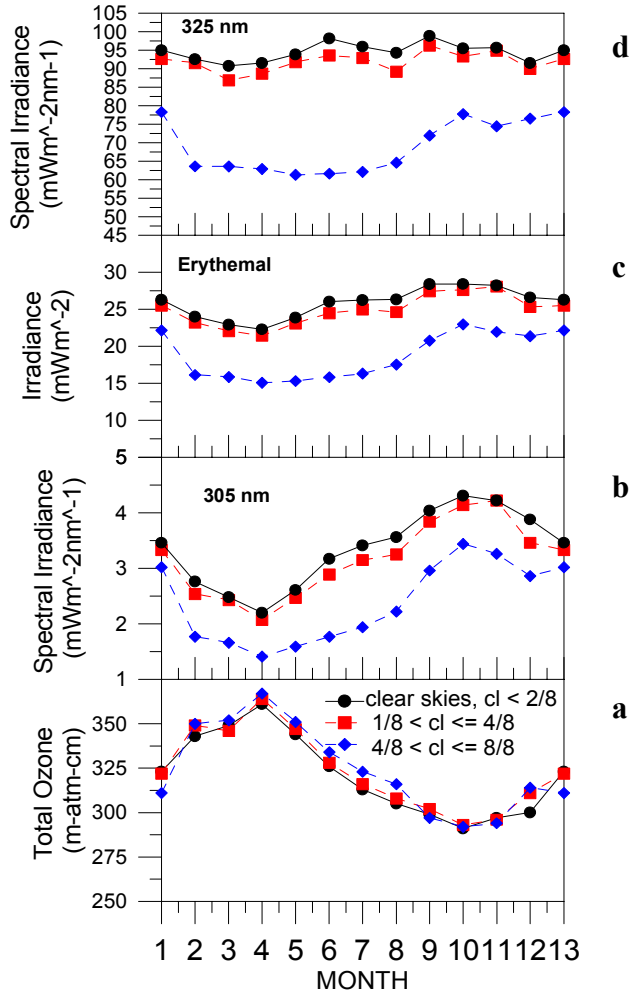 105
100
95
90
85
80
75
70
65
60
55
50
45
325 nm
Spectral Irradiance
(mWm^-2nm-1)
d
30
25
20
15
10
5
Erythemal
Irradiance
(mWm^-2)
c
4
3
2
1
305 nm
Spectral Irradiance
(mWm^-2nm^-1)
b
350
325
300
275
250
clear skies, cl < 2/8
1/8 < cl <= 4/8
4/8 < cl <= 8/8
Total Ozone
(m-atm-cm)
a
1 2 3 4 5 6 7 8 9 10 11 12 13
MONTH